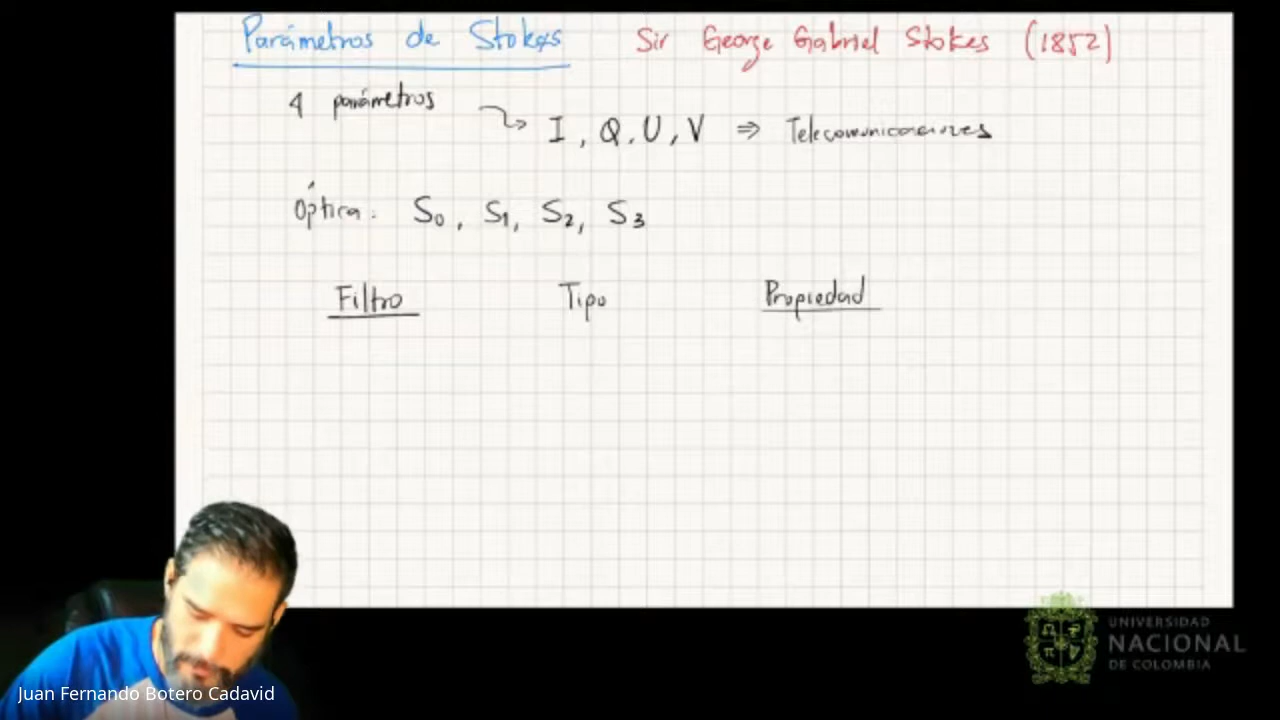 Parámetros de Stokes Sir George Gabriel Stokes (1852)
4 parámetros
I, Q, U, V ⇒ Telecomunicaciones
Óptica: S₀, S₁, S₂, S₃
Filtro Tipo Propiedad
UNIVERSIDAD
NACIONAL
DE COLOMBIA
Juan Fernando Botero Cadavid